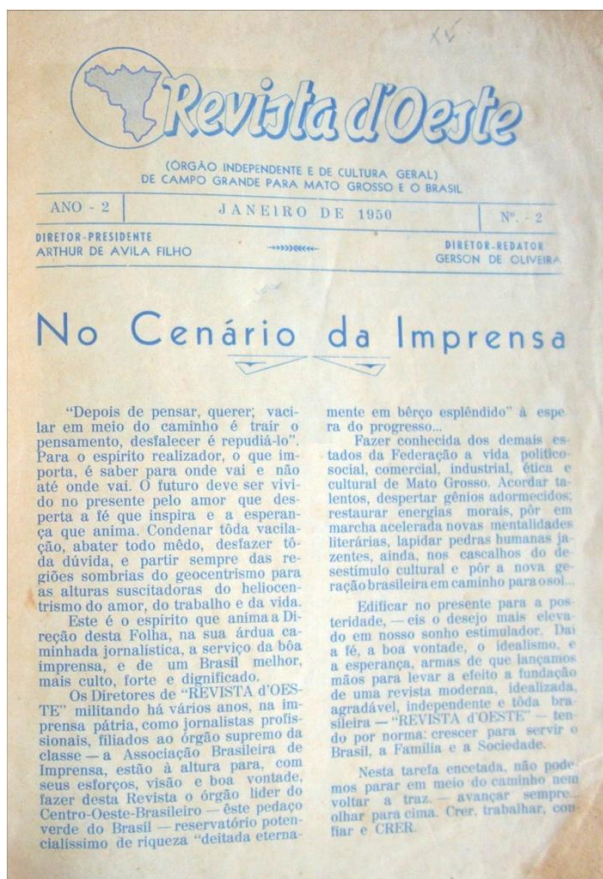 Revista d'Oeste
(ÓRGÃO INDEPENDENTE E DE CULTURA GERAL)
DE CAMPO GRANDE PARA MATO GROSSO E O BRASIL
ANO - 2
JANEIRO DE 1950
Nº. - 2
DIRETOR-PRESIDENTE
ARTHUR DE AVILA FILHO
DIRETOR-REDATOR
GERSON DE OLIVEIRA
No Cenário da Imprensa
"Depois de pensar, querer; vaci-
lar em meio do caminho é trair o
pensamento, desfalecer é repudiá-lo".
Para o espírito realizador, o que im-
porta, é saber para onde vai e não
até onde vai. O futuro deve ser vivi-
do no presente pelo amor que des-
perta a fé que inspira e a esperan-
ça que anima. Condenar tôda vacila-
ção, abater todo mêdo, desfazer tô-
da dúvida, e partir sempre das re-
giões sombrias do geocentrismo para
as alturas suscitadoras do heliocen-
trismo do amor, do trabalho e da vida.
Este é o espirito que anima a Di-
reção desta Folha, na sua árdua ca-
minhada jornalistica, a serviço da bôa
imprensa, e de um Brasil melhor,
mais culto, forte e dignificado.
Os Diretores de "REVISTA d'OES-
TE" militando há vários anos, na im-
prensa pátria, como jornalistas profis-
sionais, filiados ao órgão supremo da
classe — a Associação Brasileira de
Imprensa, estão á altura para, com
seus esforços, visão e boa vontade,
fazer desta Revista o órgão lider do
Centro-Oeste-Brasileiro — êste pedaço
verde do Brasil — reservatório poten-
cialissimo de riqueza "deitada eterna-
mente em bêrço esplêndido" à espe-
ra do progresso...
Fazer conhecida dos demais es-
tados da Federação a vida político-
social, comercial, industrial, ética e
cultural de Mato Grosso. Acordar ta-
lentos, despertar gênios adormecidos;
restaurar energias morais, pôr em
marcha acelerada novas mentalidades
literárias, lapidar pedras humanas ja-
zentes, ainda, nos cascalhos do de-
sestímulo cultural e pôr a nova ge-
ração brasileira em caminho para o sol...
Edificar no presente para a pos-
teridade, — eis o desejo mais eleva-
do em nosso sonho estimulador. Daí
a fé, a boa vontade, o idealismo, e
a esperança, armas de que lançamos
mãos para levar a efeito a fundação
de uma revista moderna, idealizada,
agradável, independente e tôda bra-
sileira — "REVISTA d'OESTE" — ten-
do por norma: crescer para servir o
Brasil, a Família e a Sociedade.
Nesta tarefa encetada, não pode-
mos parar em meio do caminho nem
voltar a traz. — avançar sempre...
olhar para cima. Crer, trabalhar, con-
fiar e CRER.